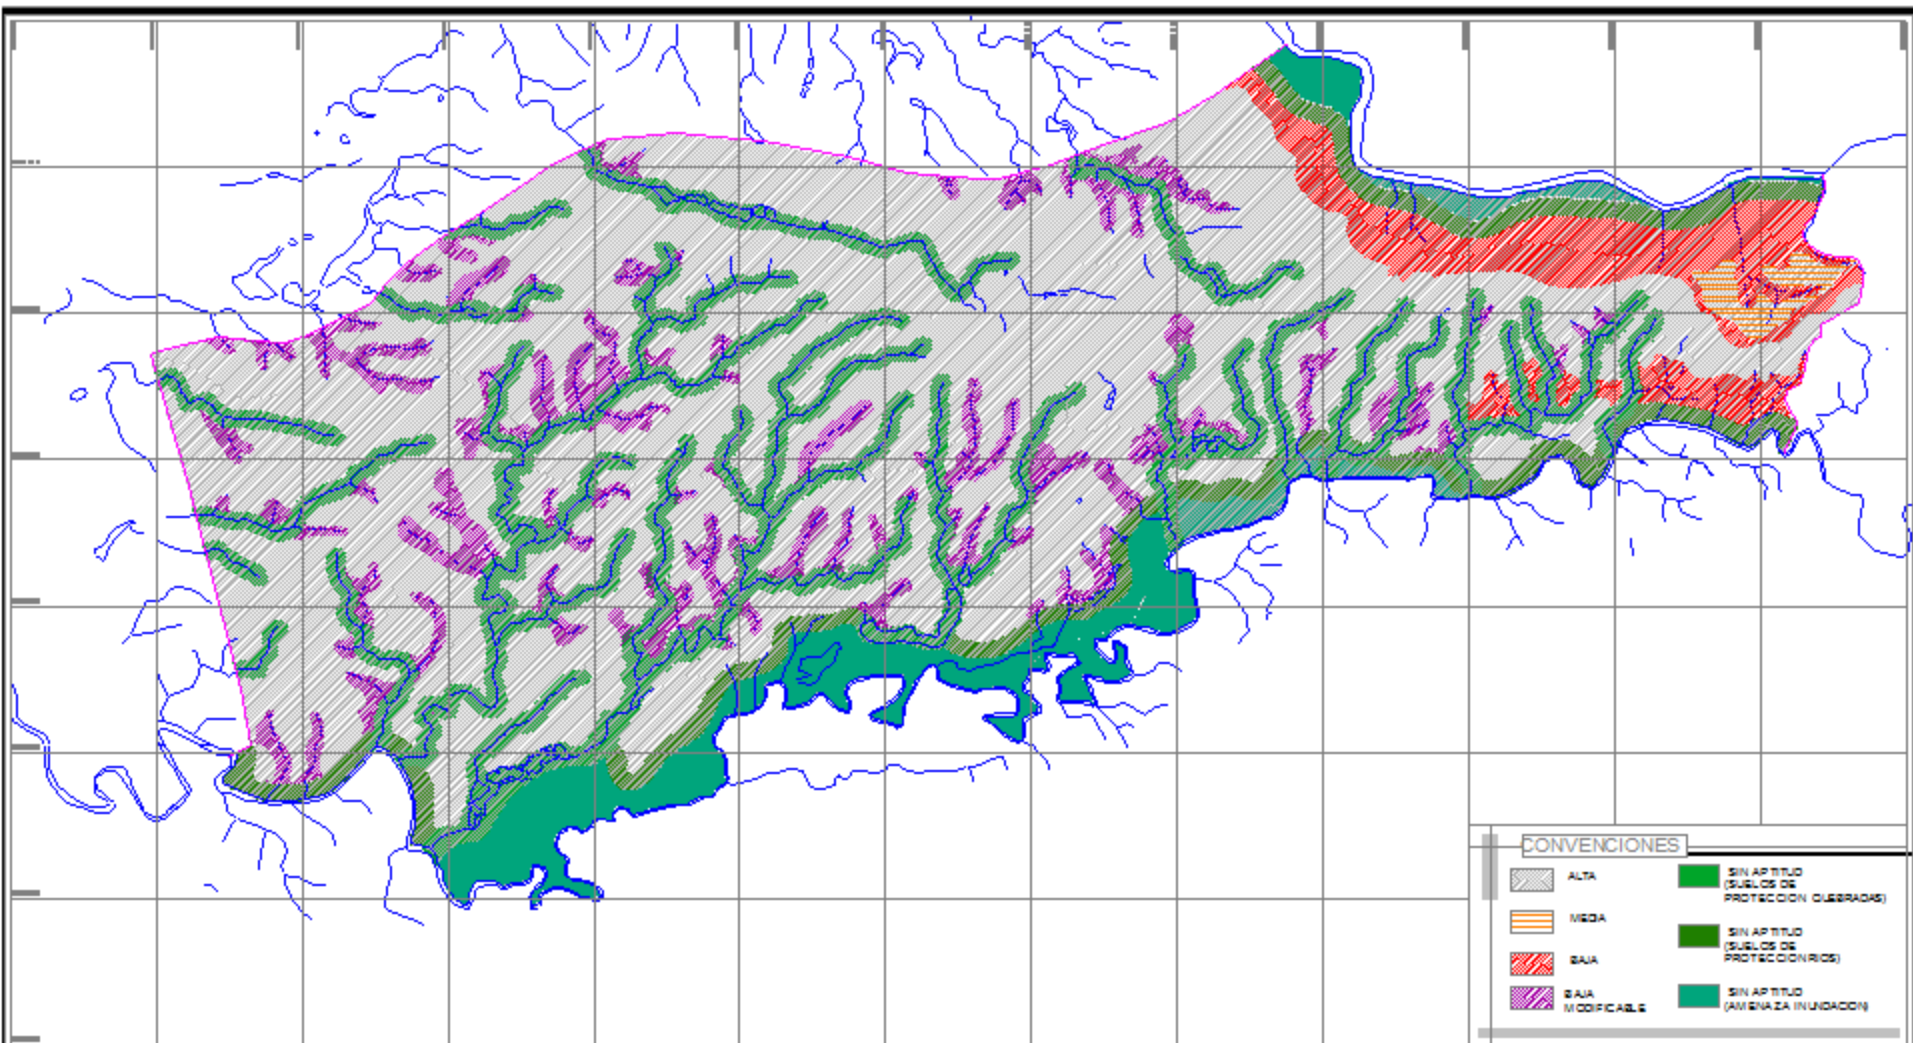 CONVENCIONES
ALTA
MEDIA
BAJA
BAJA
MODIFICABLE
SIN APTITUD
(SUELOS DE
PROTECCION QUEBRADAS)
SIN APTITUD
(SUELOS DE
PROTECCION RIOS)
SIN APTITUD
(AMENAZA INUNDACION)